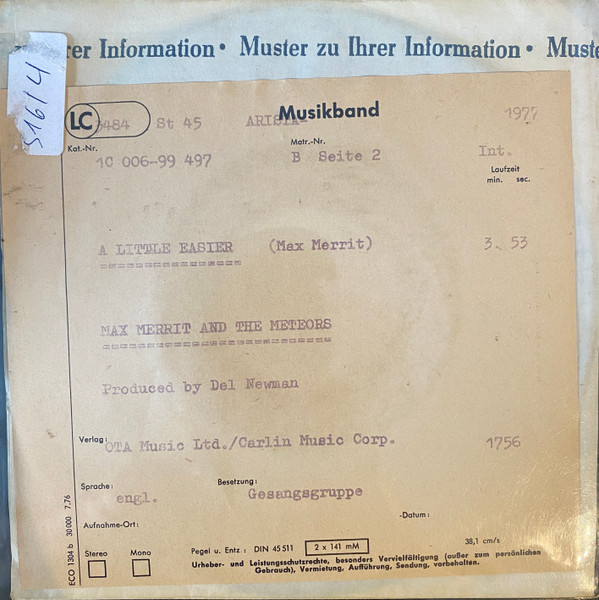 rer Information • Muster zu Ihrer Information • Muste
S1614
LC 3484 St 45 ARISTA- Musikband 1977
Kat.-Nr. Matr.-Nr.
1C 006-99 497 B Seite 2 Int.
Laufzeit
min. sec.
A LITTLE EASIER (Max Merrit) 3. 53
MAX MERRIT AND THE METEORS
Produced by Del Newman
Verlag: OTA Music Ltd./Carlin Music Corp. 1756
Sprache: engl. Besetzung: Gesangsgruppe
Aufnahme-Ort: -Datum:
Stereo Mono Pegel u. Entz.: DIN 45 511 2 x 141 mM 38,1 cm/s
Urheber- und Leistungsschutzrechte, besonders Vervielfältigung (außer zum persönlichen
Gebrauch), Vermietung, Aufführung, Sendung, vorbehalten.
ECO 1304 b 30 000 7.76